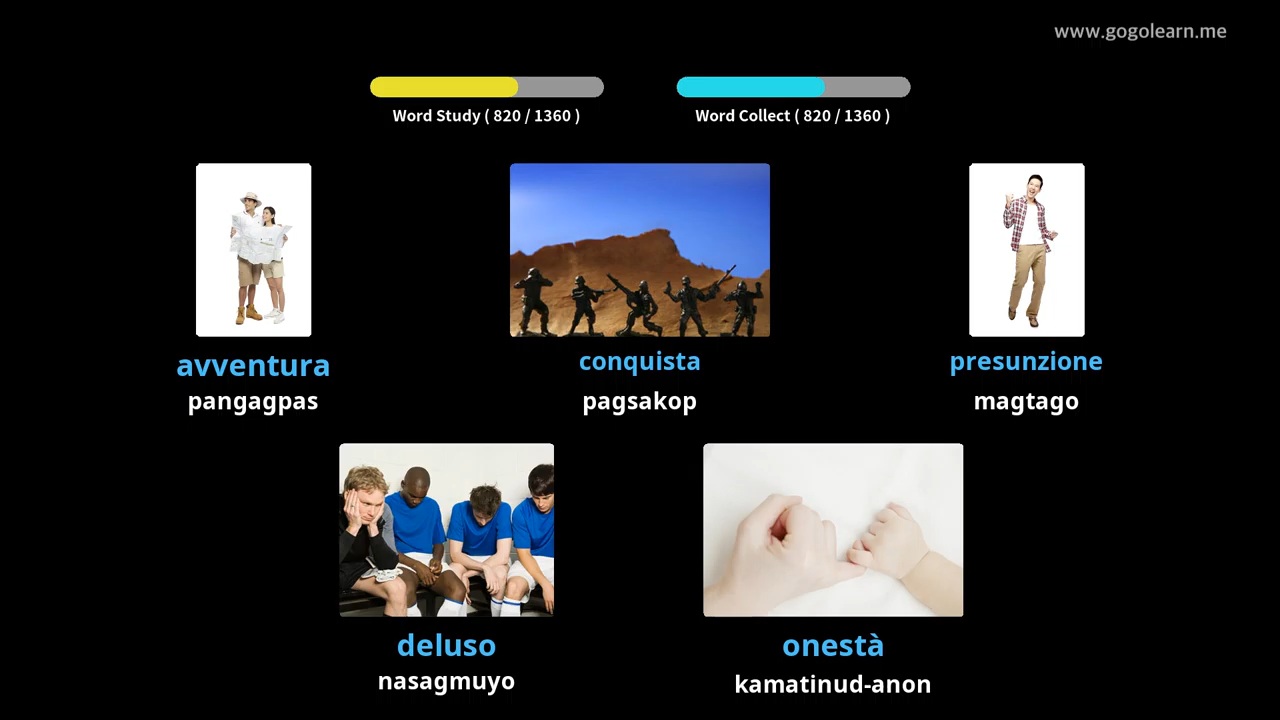 www.gogolearn.me
Word Study ( 820 / 1360 )
Word Collect ( 820 / 1360 )
avventura
pangagpas
conquista
pagsakop
presunzione
magtago
deluso
nasagmuyo
onestà
kamatinud-anon